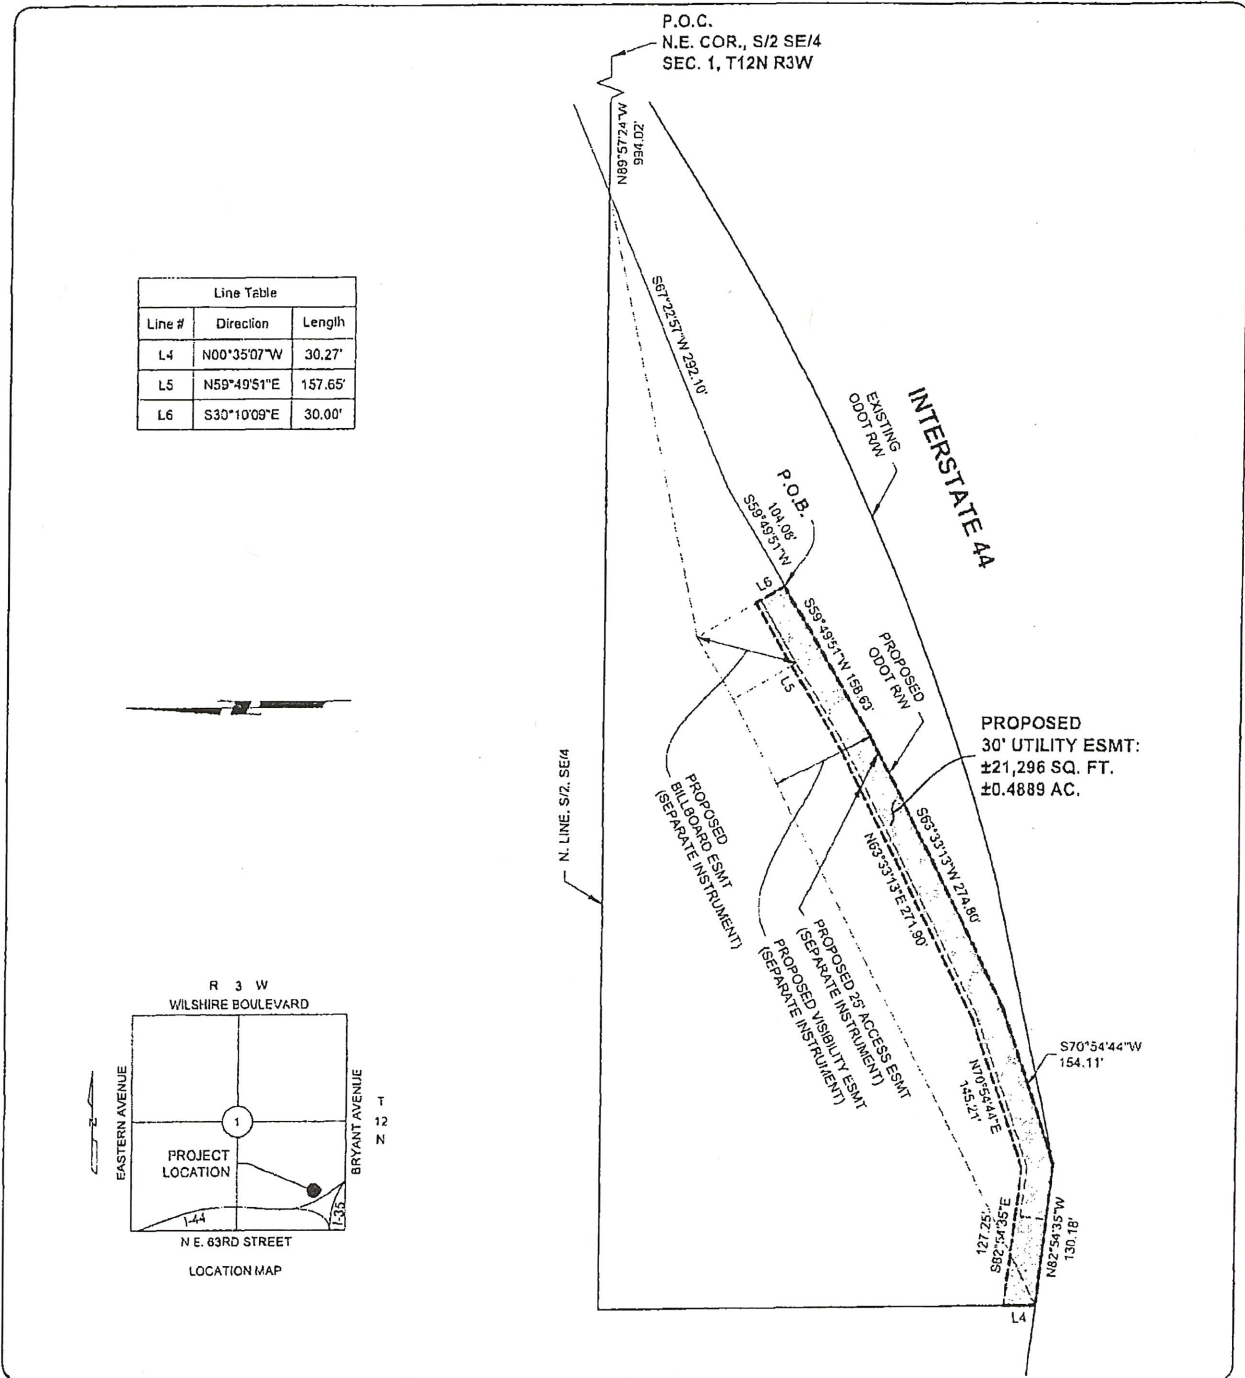 P.O.C.
N.E. COR., S/2 SE/4
SEC. 1, T12N R3W
N89°57'24"W
994.02'
Line Table
Line # Direction Length
L4 N00°35'07"W 30.27'
L5 N59°49'51"E 157.65'
L6 S30°10'09"E 30.00'
S67°22'57"W 292.10'
EXISTING
ODOT R/W
INTERSTATE 44
P.O.B.
104.08'
S59°49'51"W
L6
S59°49'51"W 158.63'
L5
PROPOSED
ODOT R/W
PROPOSED
30' UTILITY ESMT:
±21,296 SQ. FT.
±0.4889 AC.
N. LINE, S/2, SE/4
PROPOSED
BILLBOARD ESMT
(SEPARATE INSTRUMENT)
S63°33'13"W 274.80'
N63°33'13"E 271.90'
PROPOSED 25' ACCESS ESMT
(SEPARATE INSTRUMENT)
PROPOSED VISIBILITY ESMT
(SEPARATE INSTRUMENT)
S70°54'44"W
154.11'
N70°54'44"E
145.21'
127.25'
S82°54'35"E
N82°54'35"W
130.18'
L4
R 3 W
WILSHIRE BOULEVARD
EASTERN AVENUE
N
1
BRYANT AVENUE
T
12
N
PROJECT
LOCATION
I-44
I-35
N E. 63RD STREET
LOCATION MAP